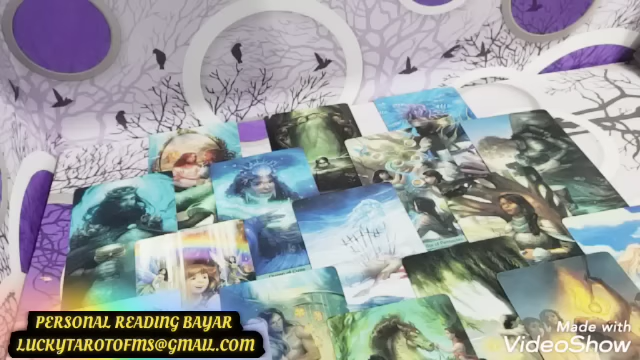 PERSONAL READING BAYAR
LUCKYTAROTOFMS@GMAIL.COM
Made with
VideoShow